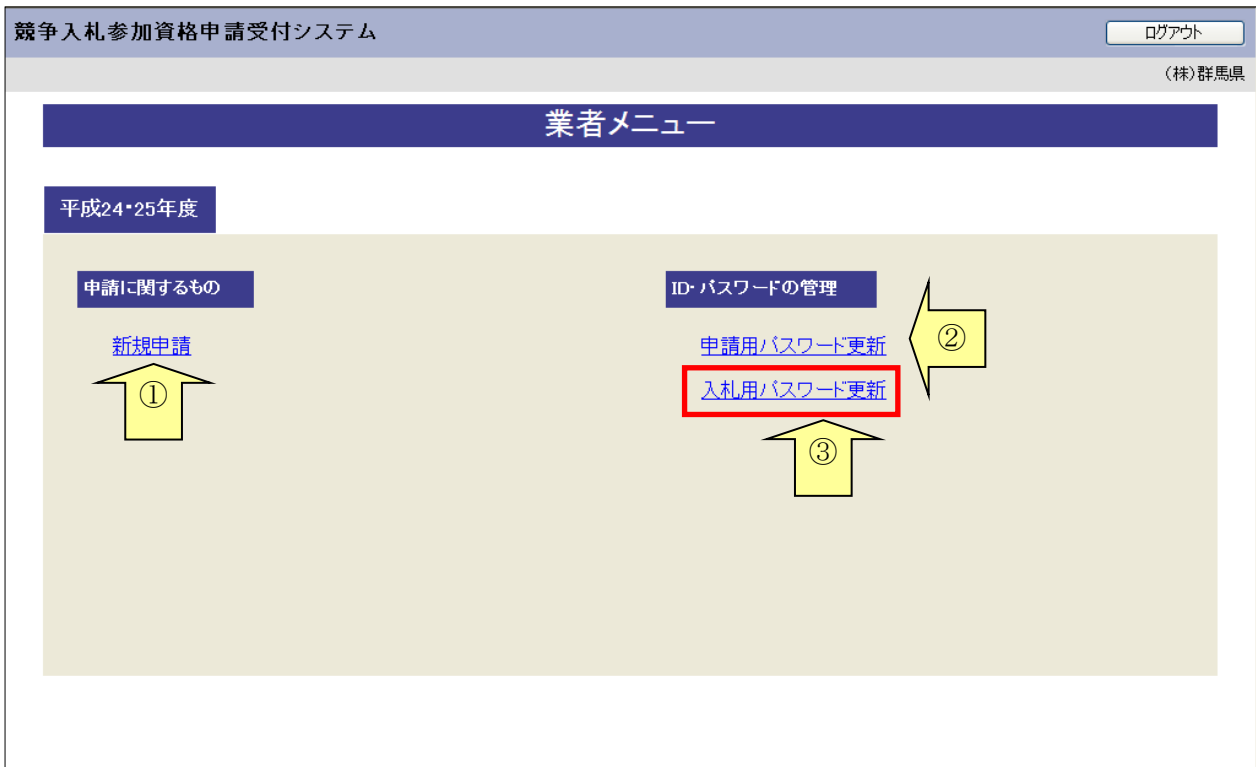 競争入札参加資格申請受付システム
ログアウト
(株)群馬県
業者メニュー
平成24・25年度
申請に関するもの
ID・パスワードの管理
新規申請
申請用パスワード更新
②
入札用パスワード更新
①
③